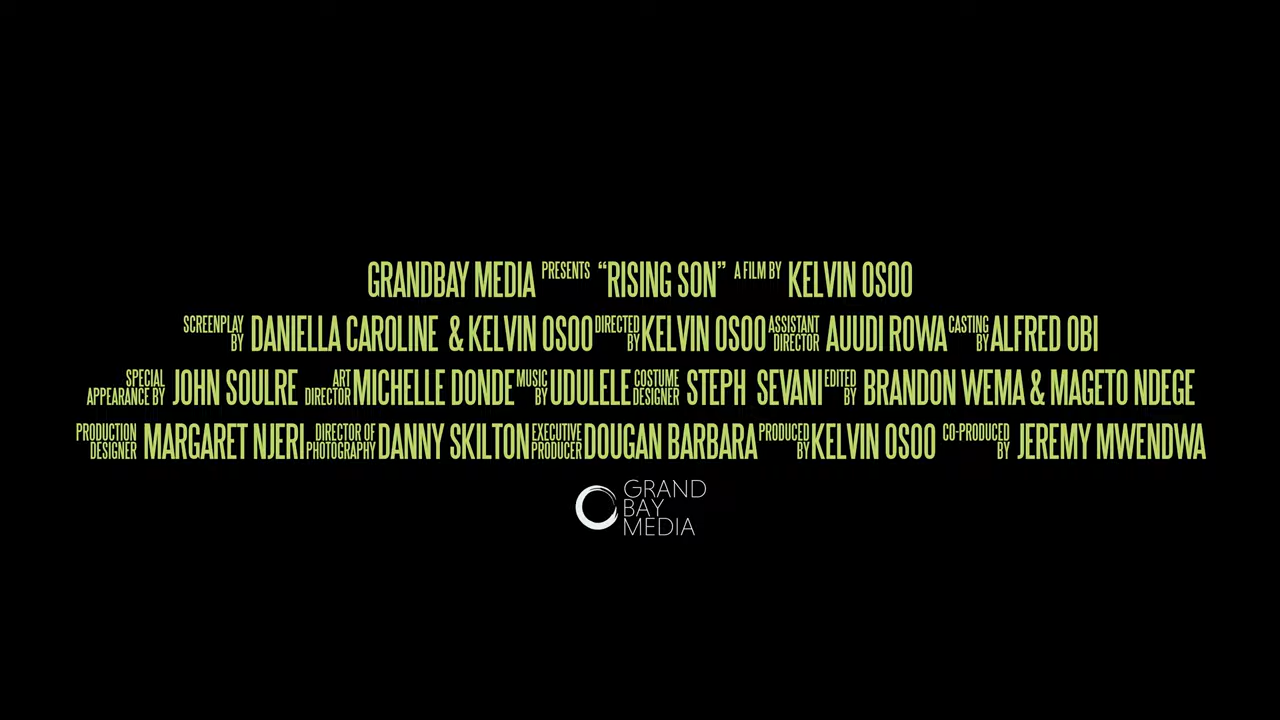 GRANDBAY MEDIA PRESENTS “RISING SON” A FILM BY KELVIN OSOO
SCREENPLAY BY DANIELLA CAROLINE & KELVIN OSOO DIRECTED BY KELVIN OSOO ASSISTANT DIRECTOR AUUDI ROWA CASTING BY ALFRED OBI
SPECIAL APPEARANCE BY JOHN SOULRE ART DIRECTOR MICHELLE DONDE MUSIC BY UDULELE COSTUME DESIGNER STEPH SEVANI EDITED BY BRANDON WEMA & MAGETO NDEGE
PRODUCTION DESIGNER MARGARET NJERI DIRECTOR OF PHOTOGRAPHY DANNY SKILTON EXECUTIVE PRODUCER DOUGAN BARBARA PRODUCED BY KELVIN OSOO CO-PRODUCED BY JEREMY MWENDWA
GRAND
BAY
MEDIA